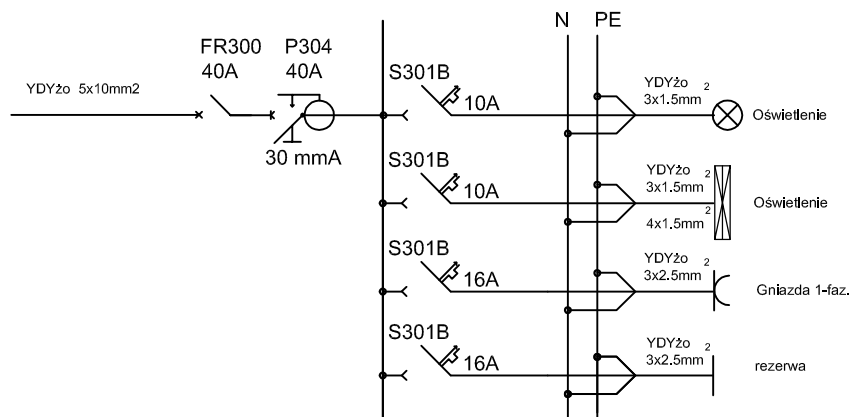 N PE
FR300 P304
40A 40A
YDYżo 5x10mm2
30 mmA
S301B
10A
YDYżo
3x1.5mm 2
Oświetlenie
S301B
10A
YDYżo
3x1.5mm 2
4x1.5mm 2
Oświetlenie
S301B
16A
YDYżo
3x2.5mm 2
Gniazda 1-faz.
S301B
16A
YDYżo
3x2.5mm 2
rezerwa